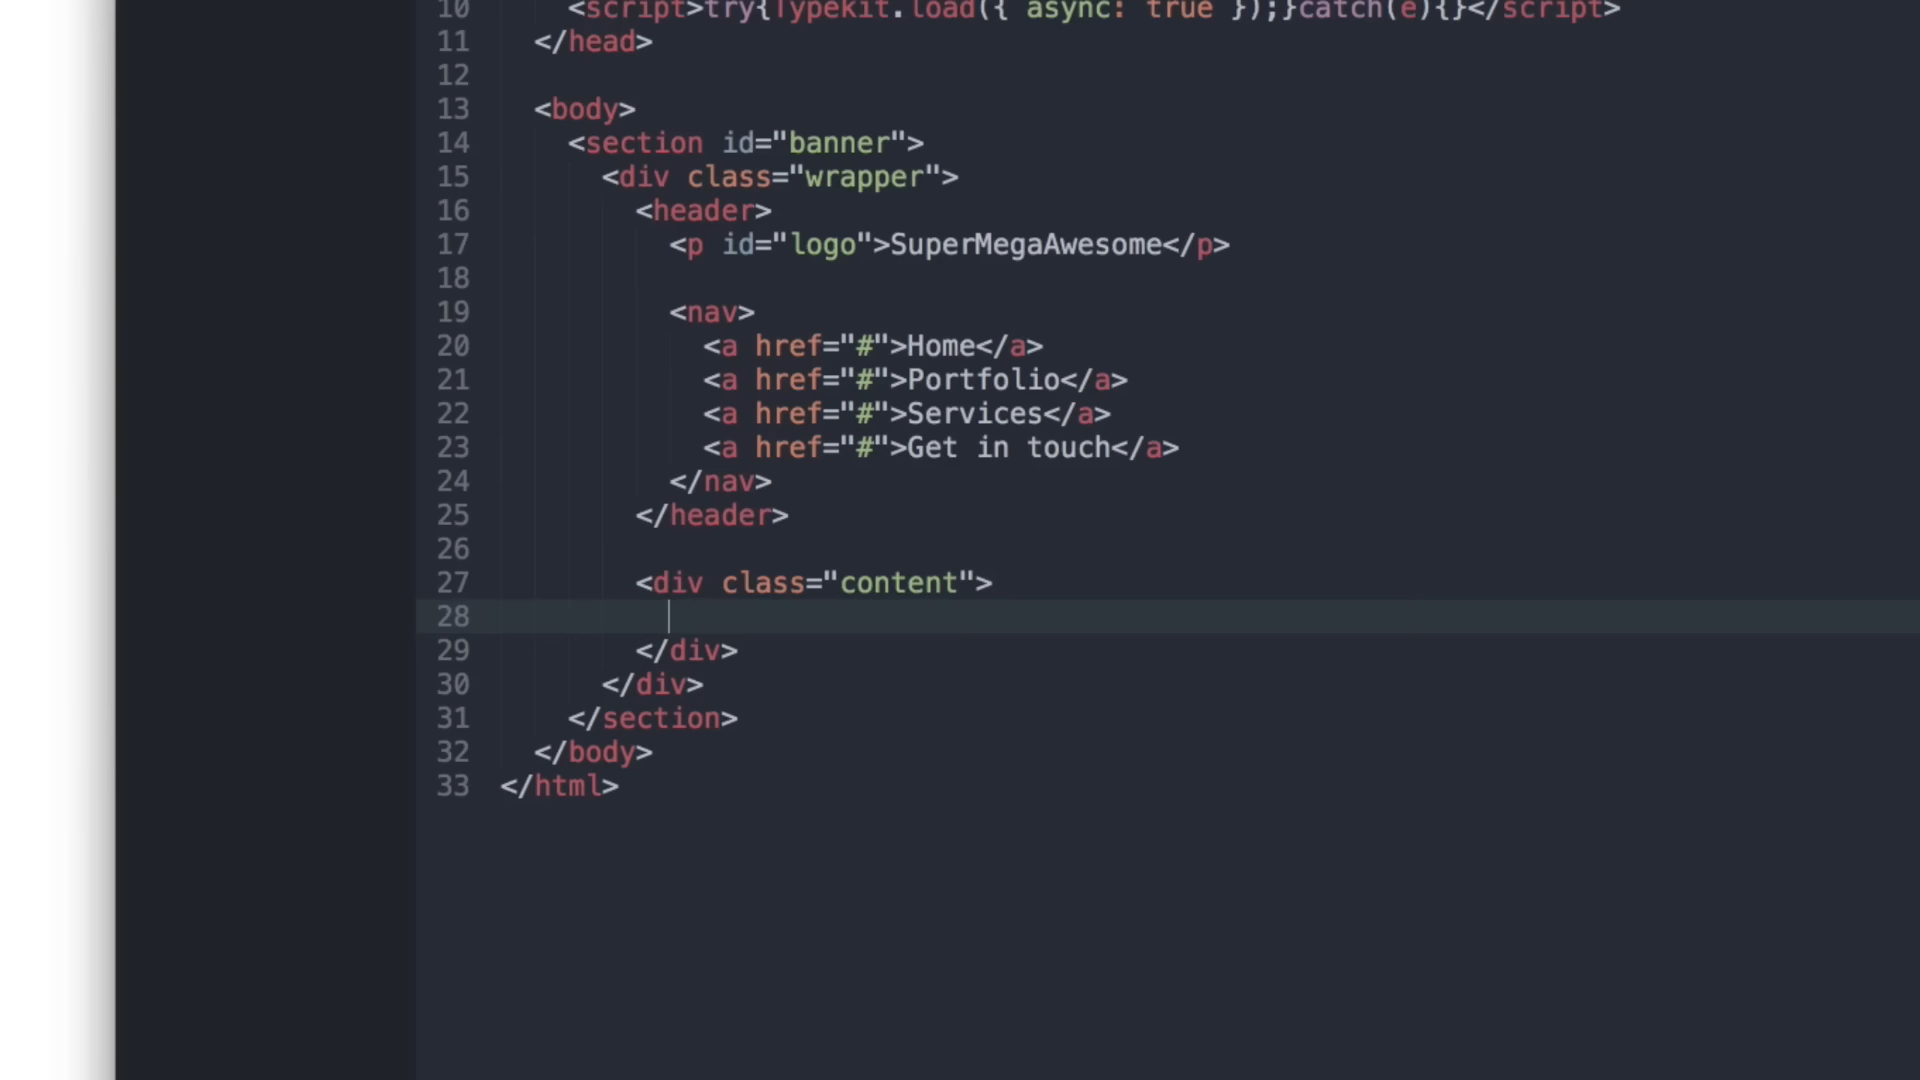 10 <script>try{Typekit.load({ async: true });}catch(e){}</script>
11 </head>
12
13 <body>
14 <section id="banner">
15 <div class="wrapper">
16 <header>
17 <p id="logo">SuperMegaAwesome</p>
18
19 <nav>
20 <a href="#">Home</a>
21 <a href="#">Portfolio</a>
22 <a href="#">Services</a>
23 <a href="#">Get in touch</a>
24 </nav>
25 </header>
26
27 <div class="content">
28
29 </div>
30 </div>
31 </section>
32 </body>
33 </html>